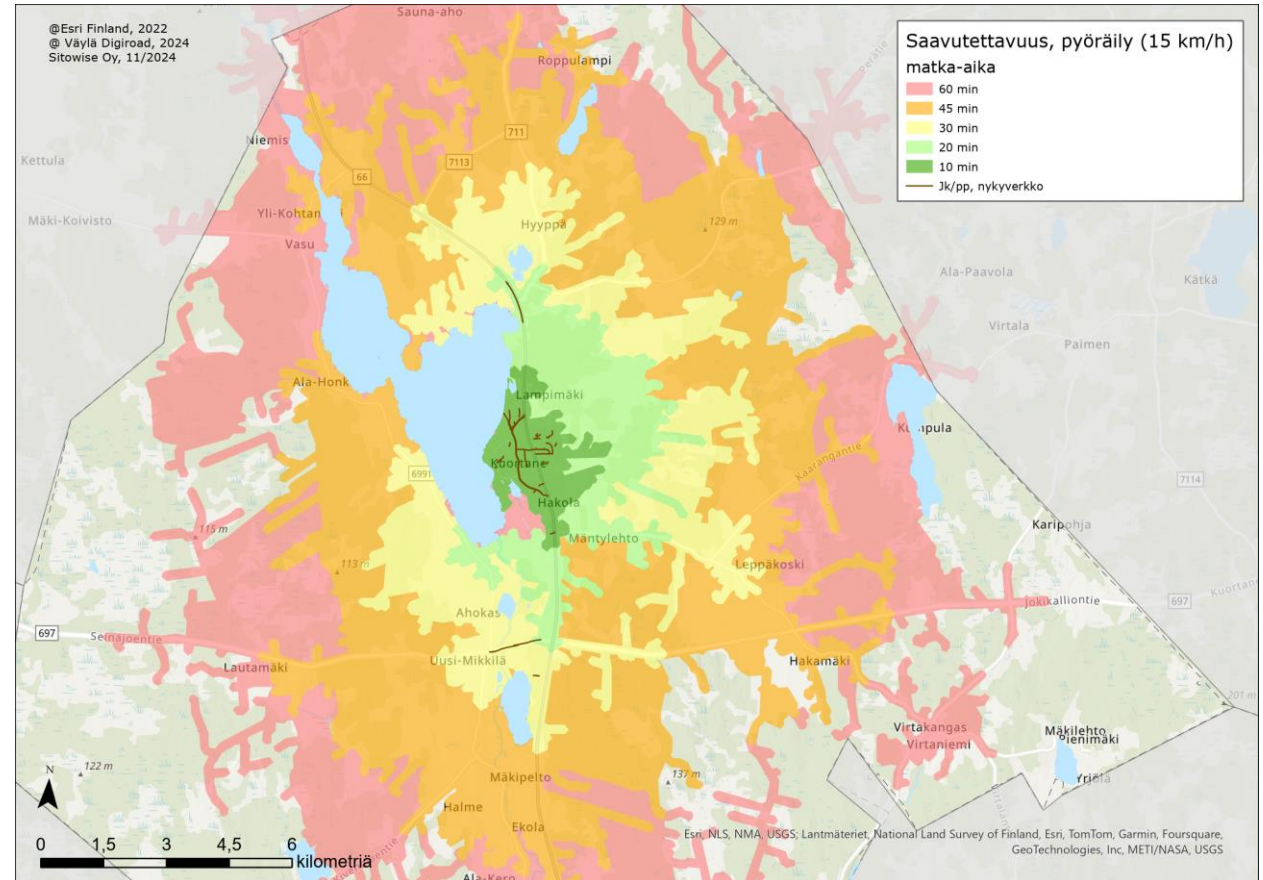 @Esri Finland, 2022
@ Väylä Digiroad, 2024
Sitowise Oy, 11/2024
Saavutettavuus, pyöräily (15 km/h)
matka-aika
60 min
45 min
30 min
20 min
10 min
Jk/pp, nykyverkko
Sauna-aho
Roppulampi
Perätie
711
Niemis
7113
Kettula
66
Yli-Kohtan
Mäki-Koivisto
Hyyppä
129 m
Vasu
Ala-Paavola
Kätkä
Virtala
Paimen
Ala-Honk
Lampimäki
Kaarangantie
Kuortane
6991
7114
Hakola
115 m
Karipohja
Mäntylehto
113 m
Leppäkoski
Kuortane
Jokikalliontie
697
Ahokas
697
Seinäjoentie
Uusi-Mikkilä
Lautamäki
Hakamäki
201 m
Virtakangas
Mäkilehto
Pienimäki
Virtaniemi
122 m
Mäkipelto
137 m
Yrjölä
N
Halme
Virtalan
Ekola
0 1,5 3 4,5 6
kilometriä
Ala-Kero
Esri, NLS, NMA, USGS; Lantmäteriet, National Land Survey of Finland, Esri, TomTom, Garmin, Foursquare,
GeoTechnologies, Inc, METI/NASA, USGS